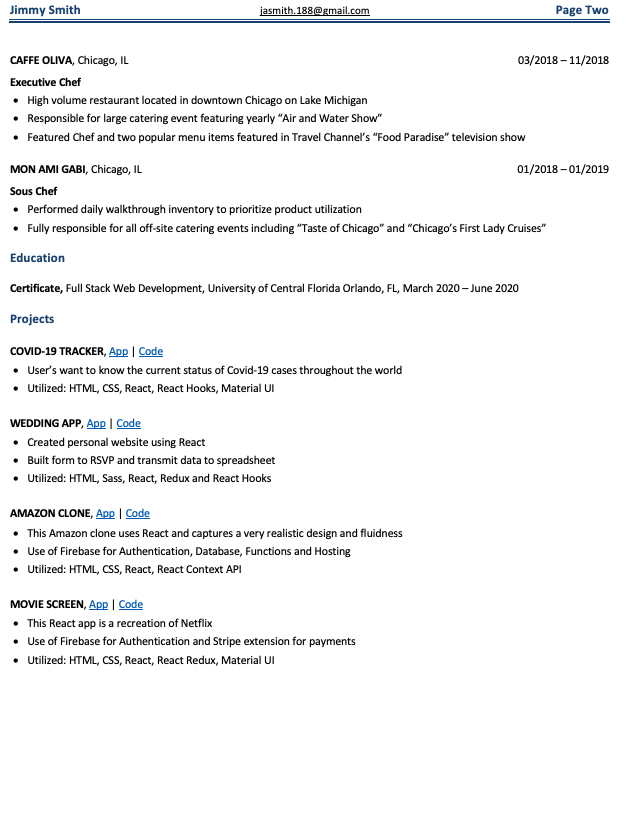 Jimmy Smith jasmith.188@gmail.com Page Two
CAFFE OLIVA, Chicago, IL 03/2018 – 11/2018
Executive Chef
• High volume restaurant located in downtown Chicago on Lake Michigan
• Responsible for large catering event featuring yearly “Air and Water Show”
• Featured Chef and two popular menu items featured in Travel Channel’s “Food Paradise” television show
MON AMI GABI, Chicago, IL 01/2018 – 01/2019
Sous Chef
• Performed daily walkthrough inventory to prioritize product utilization
• Fully responsible for all off-site catering events including “Taste of Chicago” and “Chicago’s First Lady Cruises”
Education
Certificate, Full Stack Web Development, University of Central Florida Orlando, FL, March 2020 – June 2020
Projects
COVID-19 TRACKER, App | Code
• User’s want to know the current status of Covid-19 cases throughout the world
• Utilized: HTML, CSS, React, React Hooks, Material UI
WEDDING APP, App | Code
• Created personal website using React
• Built form to RSVP and transmit data to spreadsheet
• Utilized: HTML, Sass, React, Redux and React Hooks
AMAZON CLONE, App | Code
• This Amazon clone uses React and captures a very realistic design and fluidness
• Use of Firebase for Authentication, Database, Functions and Hosting
• Utilized: HTML, CSS, React, React Context API
MOVIE SCREEN, App | Code
• This React app is a recreation of Netflix
• Use of Firebase for Authentication and Stripe extension for payments
• Utilized: HTML, CSS, React, React Redux, Material UI